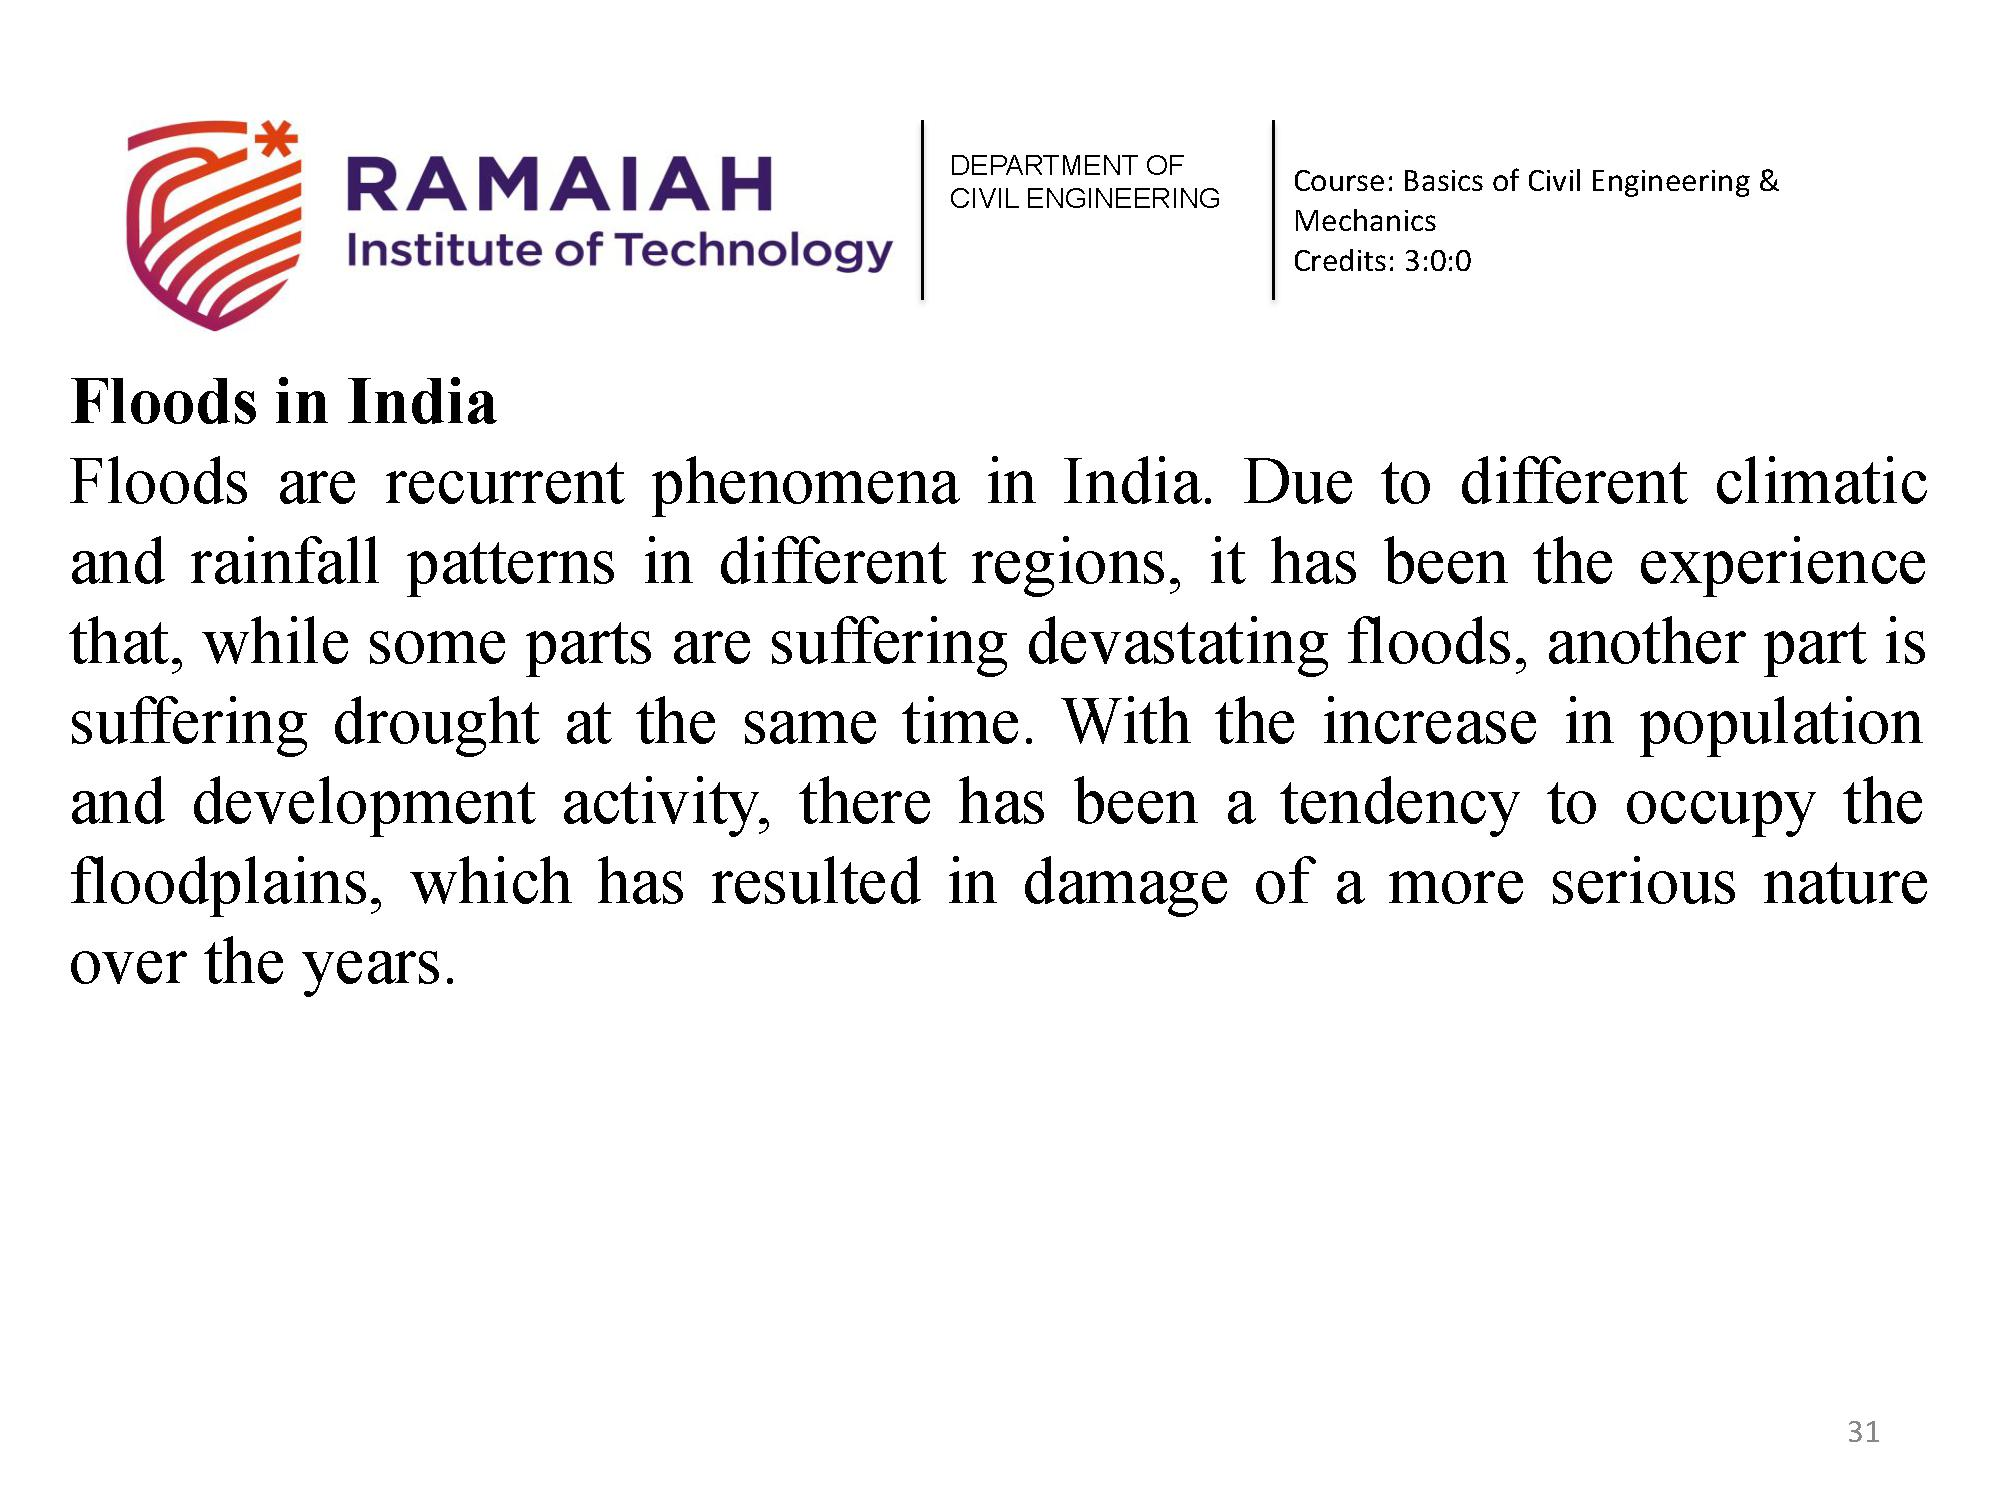 RAMAIAH
Institute of Technology
DEPARTMENT OF
CIVIL ENGINEERING
Course: Basics of Civil Engineering &
Mechanics
Credits: 3:0:0
Floods in India
Floods are recurrent phenomena in India. Due to different climatic
and rainfall patterns in different regions, it has been the experience
that, while some parts are suffering devastating floods, another part is
suffering drought at the same time. With the increase in population
and development activity, there has been a tendency to occupy the
floodplains, which has resulted in damage of a more serious nature
over the years.
31